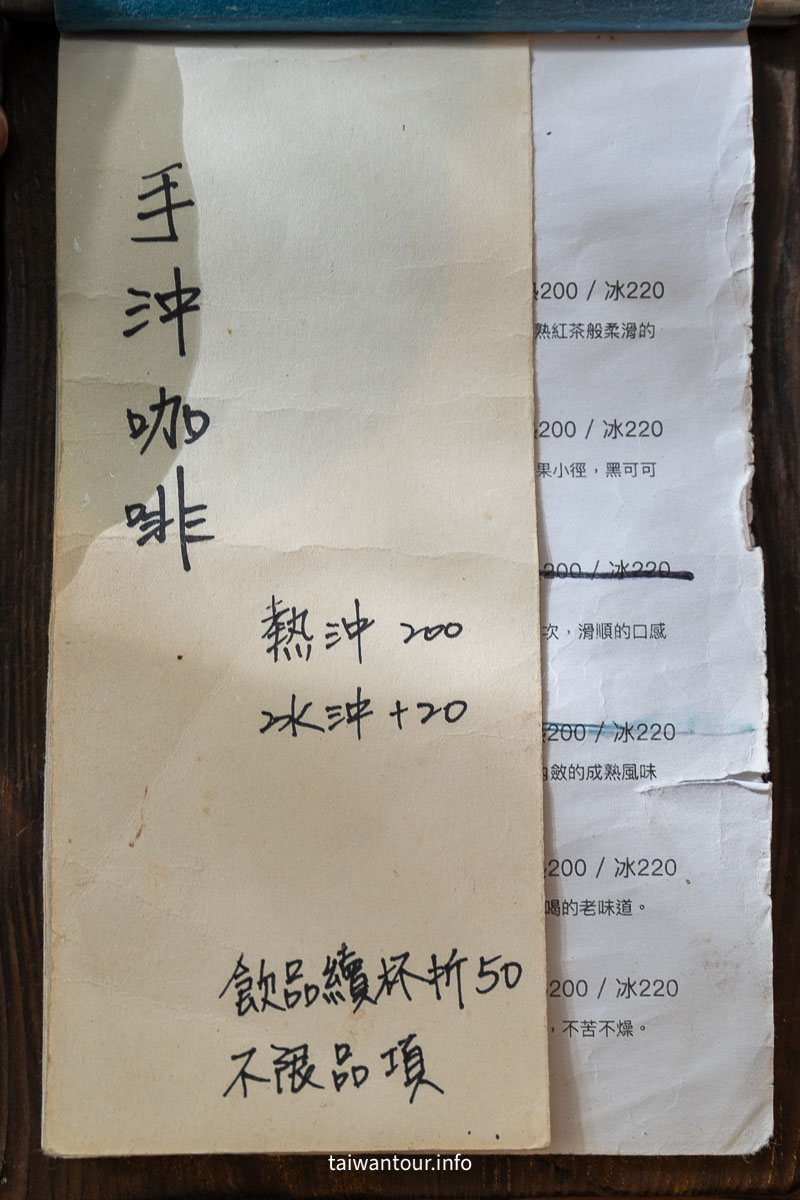 手沖咖啡
熱沖 200
冰沖 +20
飲品續杯折50
不限品項
200 / 冰220
熟紅茶般柔滑的
200 / 冰220
果小徑，黑可可
200 / 冰220
次，滑順的口感
200 / 冰220
斂的成熟風味
200 / 冰220
喝的老味道。
200 / 冰220
，不苦不燥。
taiwantour.info